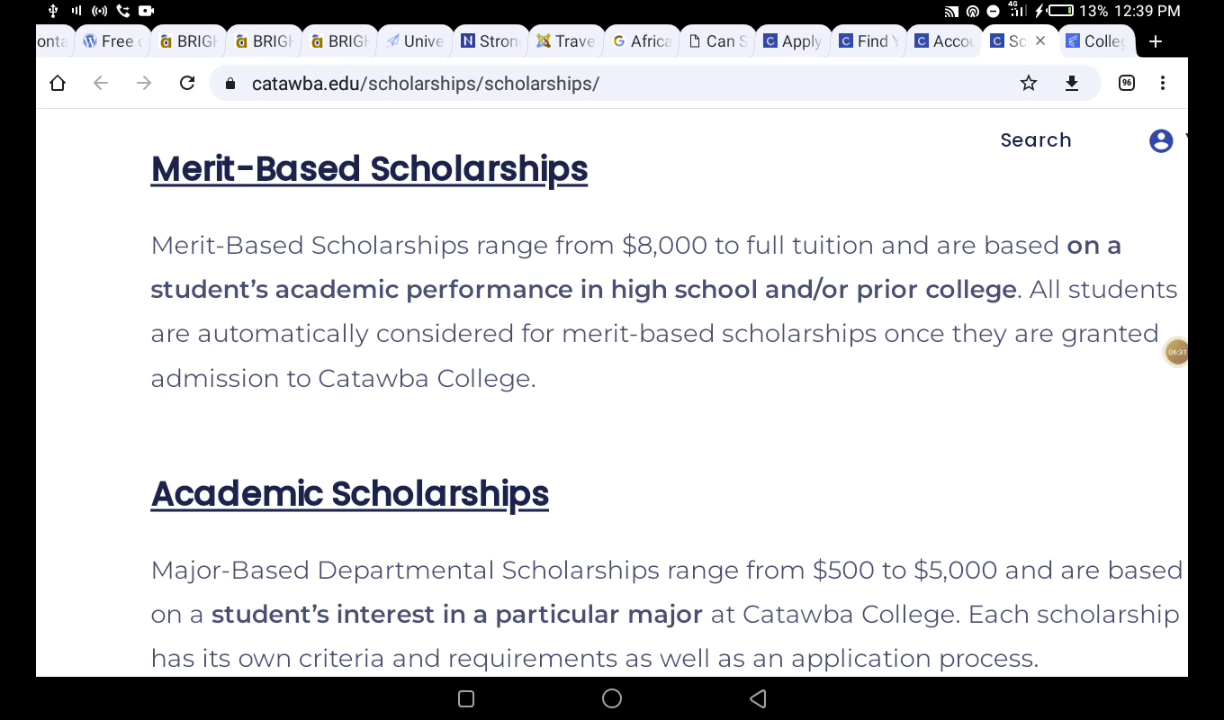 13% 12:39 PM
onta Free BRIGH BRIGH BRIGH Unive Stron Trave Africa Can S Apply Find Y Accou Sc Colleg
catawba.edu/scholarships/scholarships/
96
Search
Merit-Based Scholarships
Merit-Based Scholarships range from $8,000 to full tuition and are based on a
student's academic performance in high school and/or prior college. All students
are automatically considered for merit-based scholarships once they are granted
06:31
admission to Catawba College.
Academic Scholarships
Major-Based Departmental Scholarships range from $500 to $5,000 and are based
on a student's interest in a particular major at Catawba College. Each scholarship
has its own criteria and requirements as well as an application process.